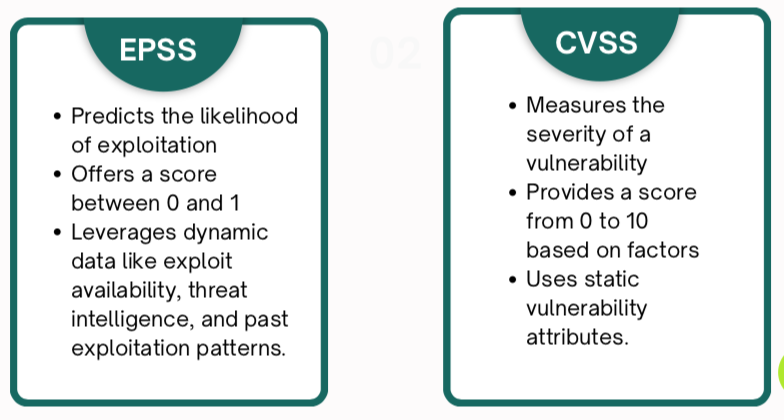 EPSS
• Predicts the likelihood
of exploitation
• Offers a score
between 0 and 1
• Leverages dynamic
data like exploit
availability, threat
intelligence, and past
exploitation patterns.
02
CVSS
• Measures the
severity of a
vulnerability
• Provides a score
from 0 to 10
based on factors
• Uses static
vulnerability
attributes.